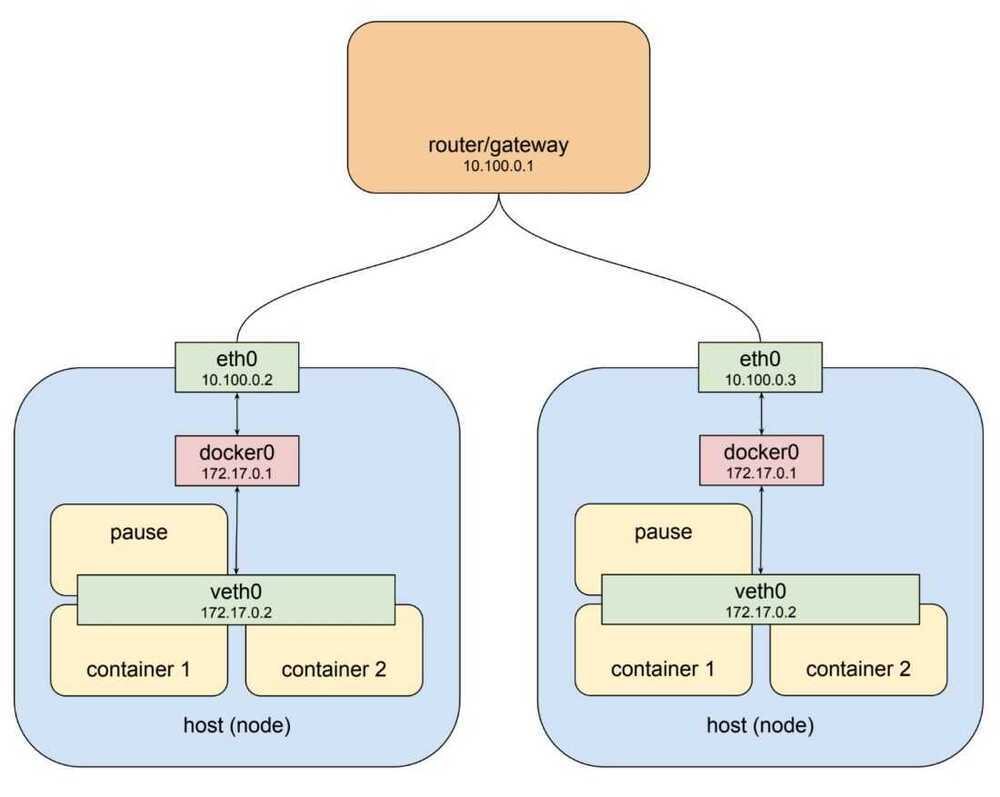 router/gateway
10.100.0.1
eth0
10.100.0.2
docker0
172.17.0.1
pause
veth0
172.17.0.2
container 1
container 2
host (node)
eth0
10.100.0.3
docker0
172.17.0.1
pause
veth0
172.17.0.2
container 1
container 2
host (node)